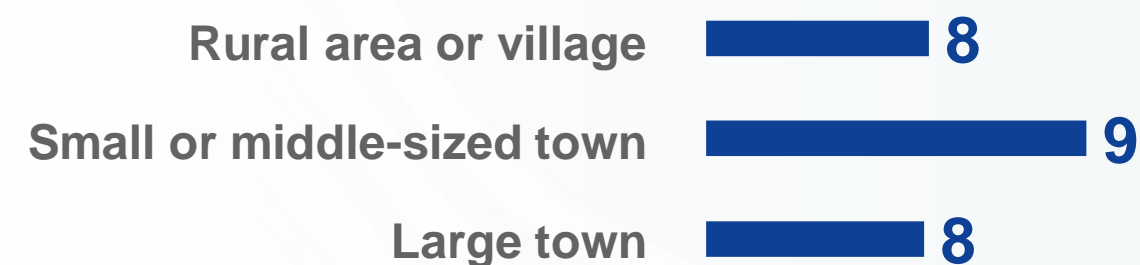 Rural area or village 8
Small or middle-sized town 9
Large town 8